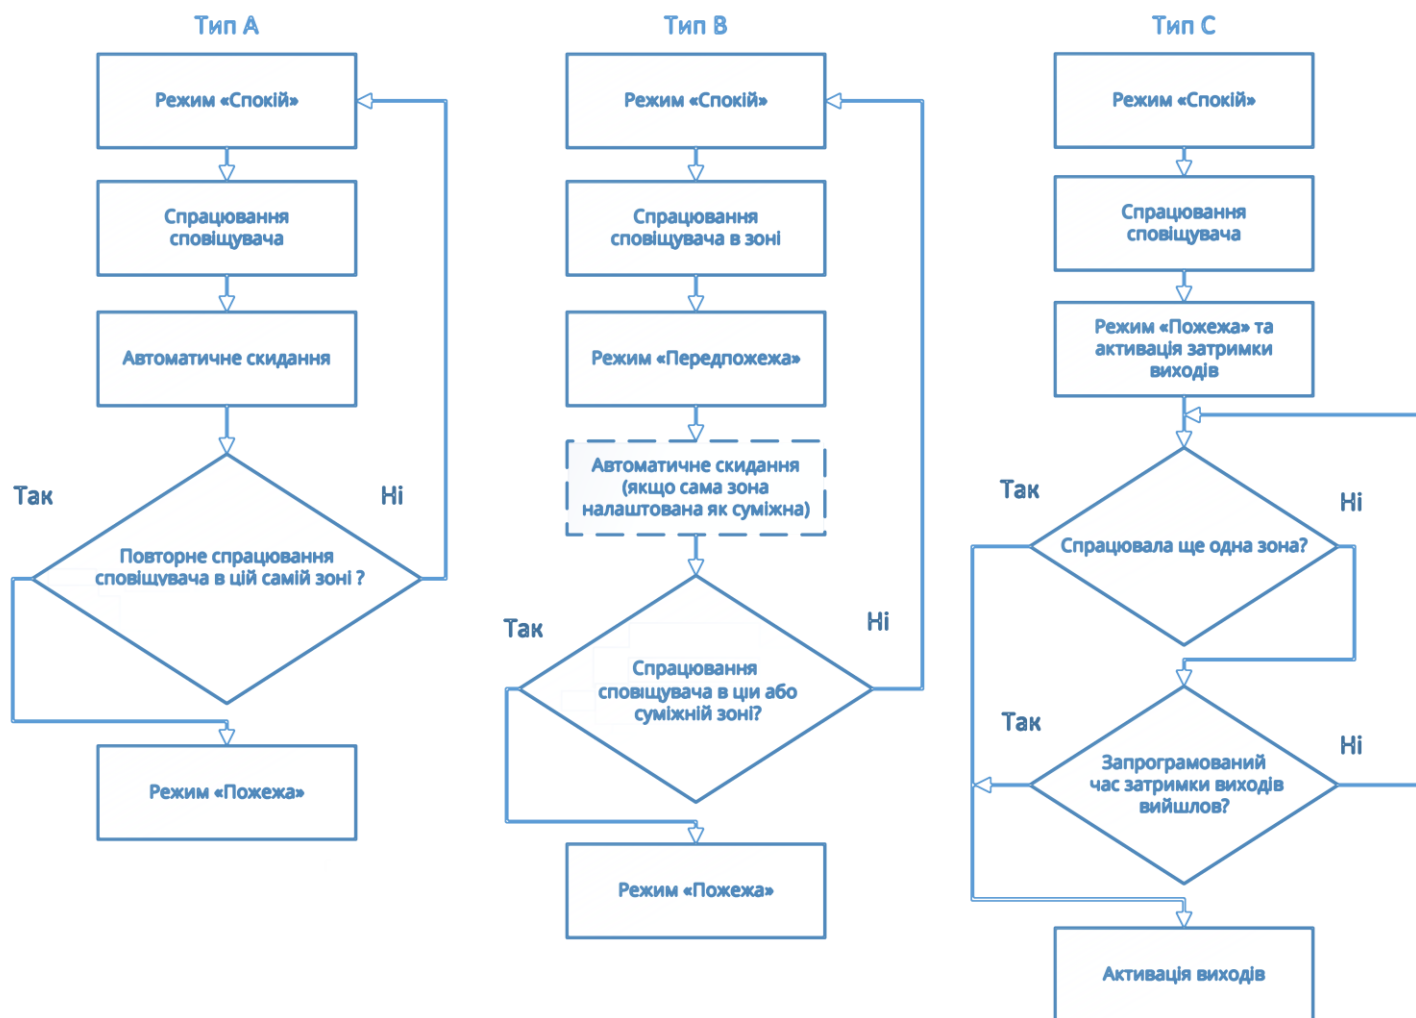 Тип А
Режим «Спокій»
Спрацювання
сповіщувача
Автоматичне скидання
Так
Ні
Повторне спрацювання
сповіщувача в цій самій зоні ?
Режим «Пожежа»
Тип В
Режим «Спокій»
Спрацювання
сповіщувача в зоні
Режим «Передпожежа»
Автоматичне скидання
(якщо сама зона
налаштована як суміжна)
Так
Ні
Спрацювання
сповіщувача в цій або
суміжній зоні?
Режим «Пожежа»
Тип С
Режим «Спокій»
Спрацювання
сповіщувача
Режим «Пожежа» та
активація затримки
виходів
Так
Ні
Спрацювала ще одна зона?
Так
Ні
Запрограмований
час затримки виходів
вийшлов?
Активація виходів